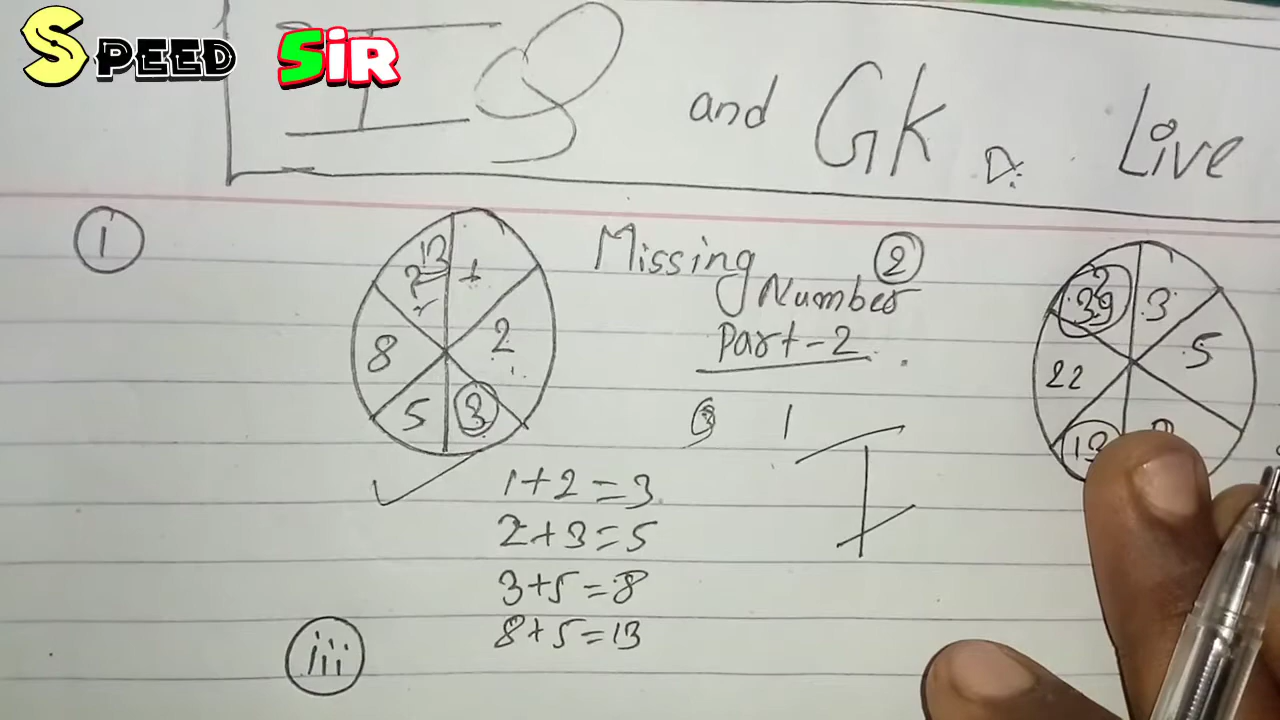 SPEED SiR
IQ and GK Live
1
Missing
Number
Part-2
2
13
2
8
5
3
3
5
22
1
1+2=3
2+3=5
3+5=8
8+5=13
iii